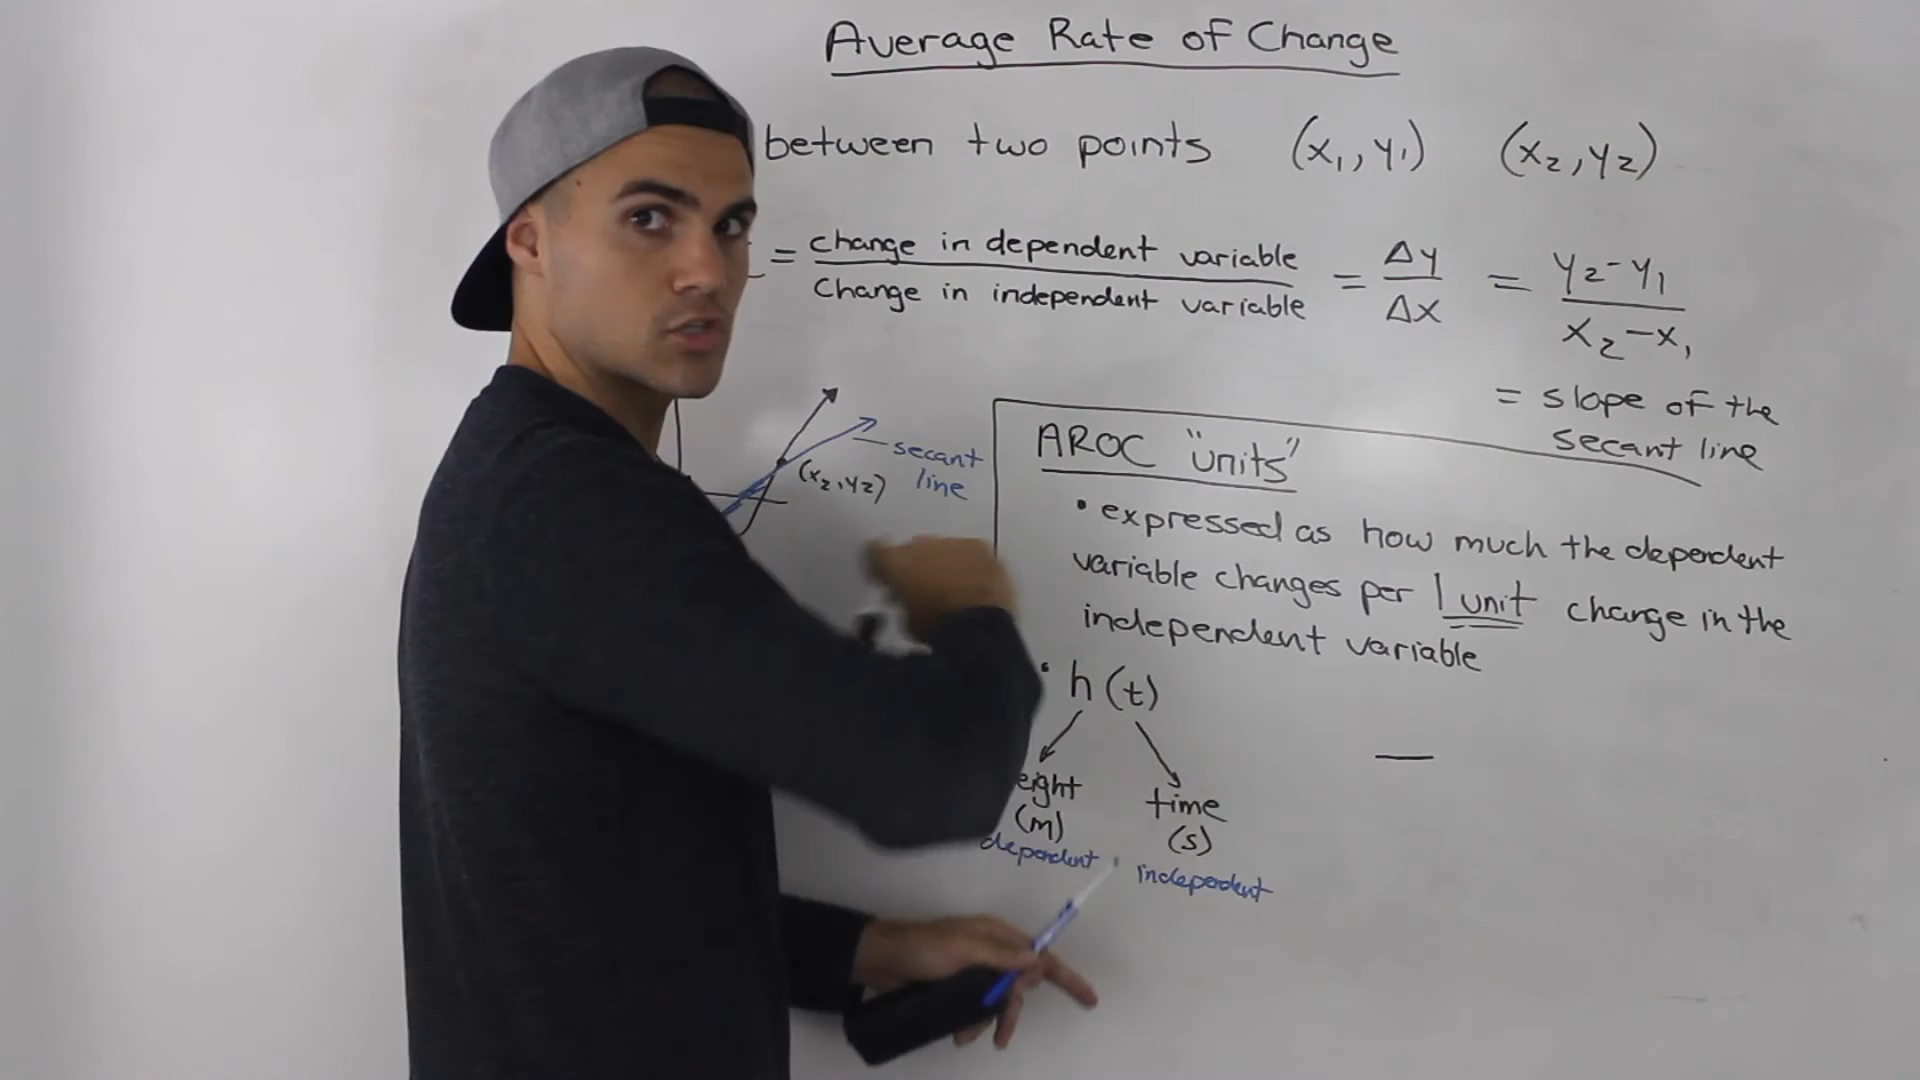 Average Rate of Change
between two points (x₁, y₁) (x₂, y₂)
= change in dependent variable / Change in independent variable = Δy / Δx = y₂ - y₁ / x₂ - x₁
= slope of the
secant line
secant
line
(x₂, y₂)
AROC "units"
• expressed as how much the dependent
variable changes per 1 unit change in the
independent variable
• h(t)
eight
(m)
dependent
time
(s)
independent